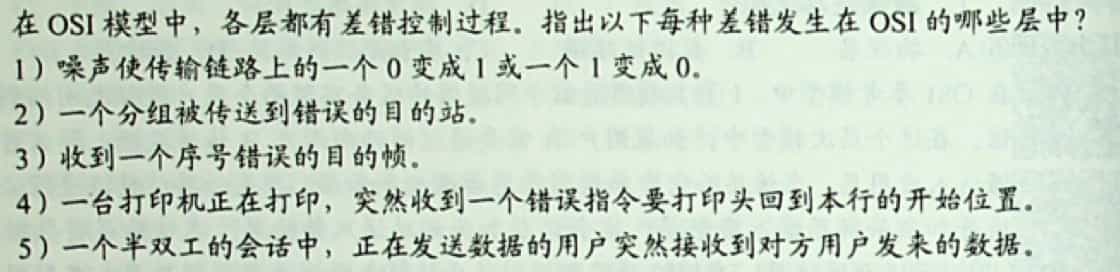 在 OSI 模型中，各层都有差错控制过程。指出以下每种差错发生在 OSI 的哪些层中？
1）噪声使传输链路上的一个 0 变成 1 或一个 1 变成 0。
2）一个分组被传送到错误的目的站。
3）收到一个序号错误的目的帧。
4）一台打印机正在打印，突然收到一个错误指令要打印头回到本行的开始位置。
5）一个半双工的会话中，正在发送数据的用户突然接收到对方用户发来的数据。